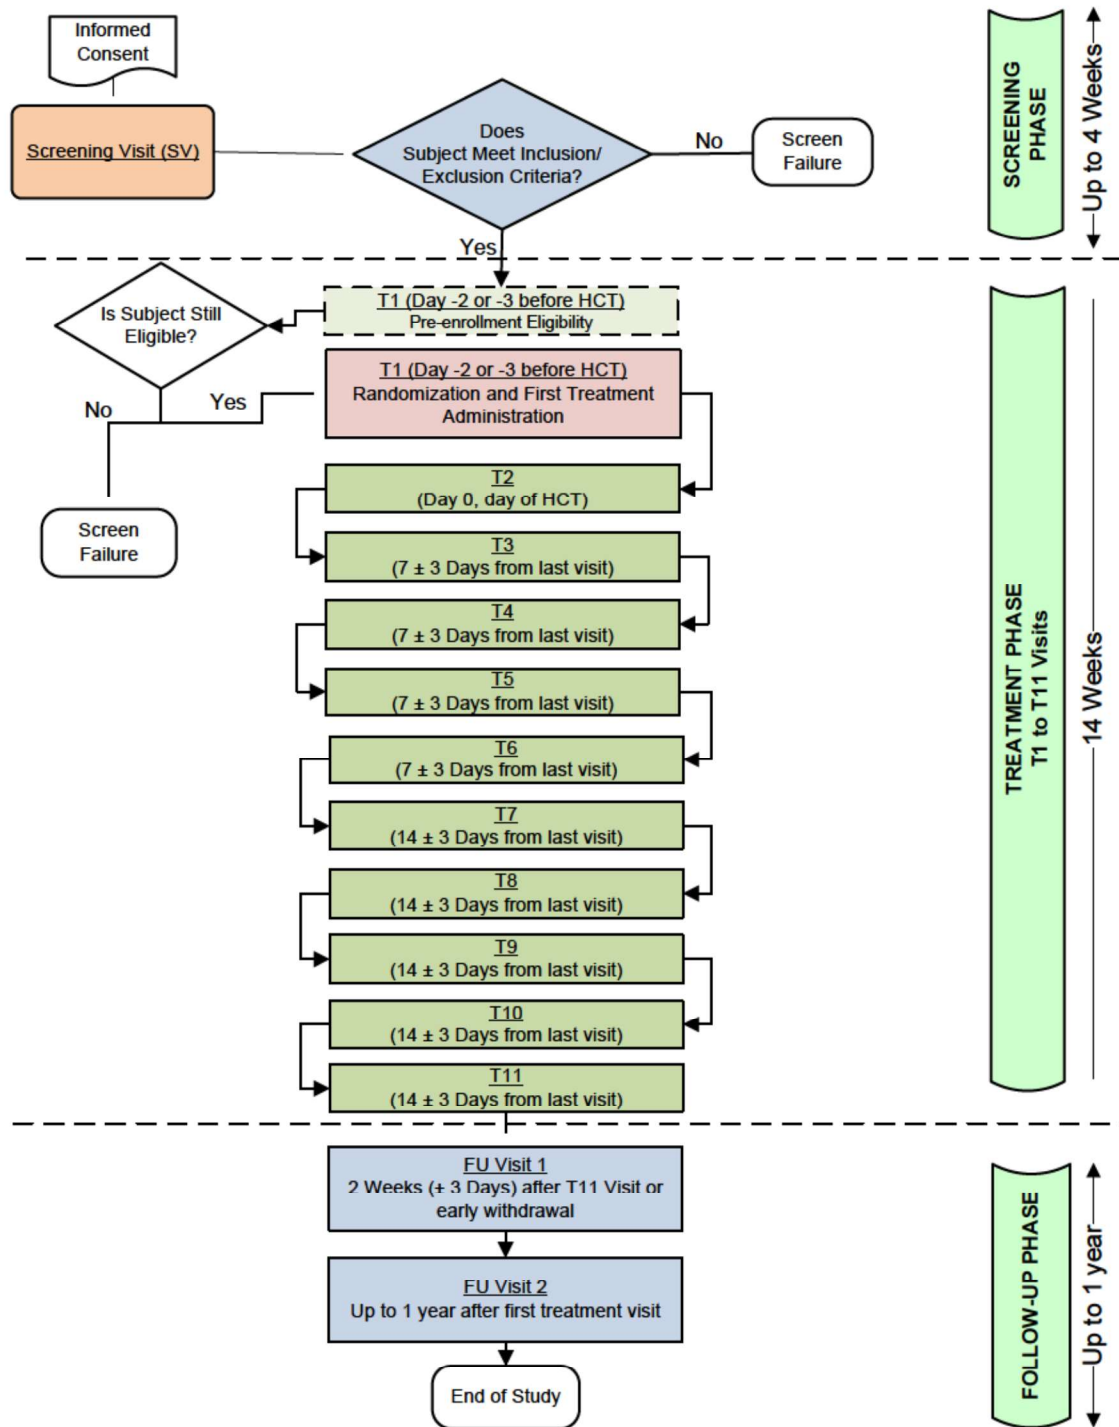 Informed
Consent
Screening Visit (SV)
Does
Subject Meet Inclusion/
Exclusion Criteria?
No
Screen
Failure
Yes
SCREENING
PHASE
Up to 4 Weeks
T1 (Day -2 or -3 before HCT)
Pre-enrollment Eligibility
Is Subject Still
Eligible?
T1 (Day -2 or -3 before HCT)
Randomization and First Treatment
Administration
No
Yes
Screen
Failure
T2
(Day 0, day of HCT)
T3
(7 ± 3 Days from last visit)
T4
(7 ± 3 Days from last visit)
T5
(7 ± 3 Days from last visit)
T6
(7 ± 3 Days from last visit)
T7
(14 ± 3 Days from last visit)
T8
(14 ± 3 Days from last visit)
T9
(14 ± 3 Days from last visit)
T10
(14 ± 3 Days from last visit)
T11
(14 ± 3 Days from last visit)
TREATMENT PHASE
T1 to T11 Visits
14 Weeks
FU Visit 1
2 Weeks (± 3 Days) after T11 Visit or
early withdrawal
FU Visit 2
Up to 1 year after first treatment visit
End of Study
FOLLOW-UP PHASE
Up to 1 year